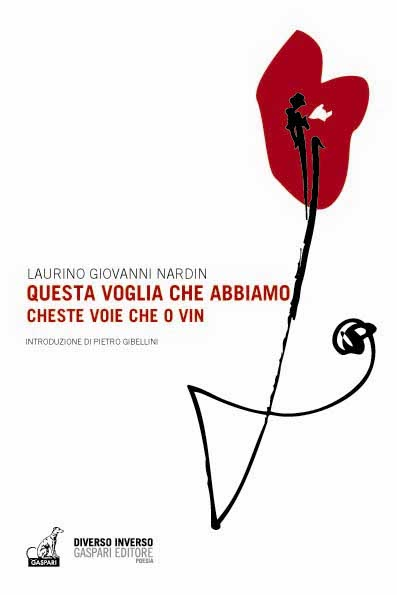 LAURINO GIOVANNI NARDIN
QUESTA VOGLIA CHE ABBIAMO
CHESTE VOIE CHE O VIN
INTRODUZIONE DI PIETRO GIBELLINI
GASPARI
DIVERSO INVERSO
GASPARI EDITORE
POESIA